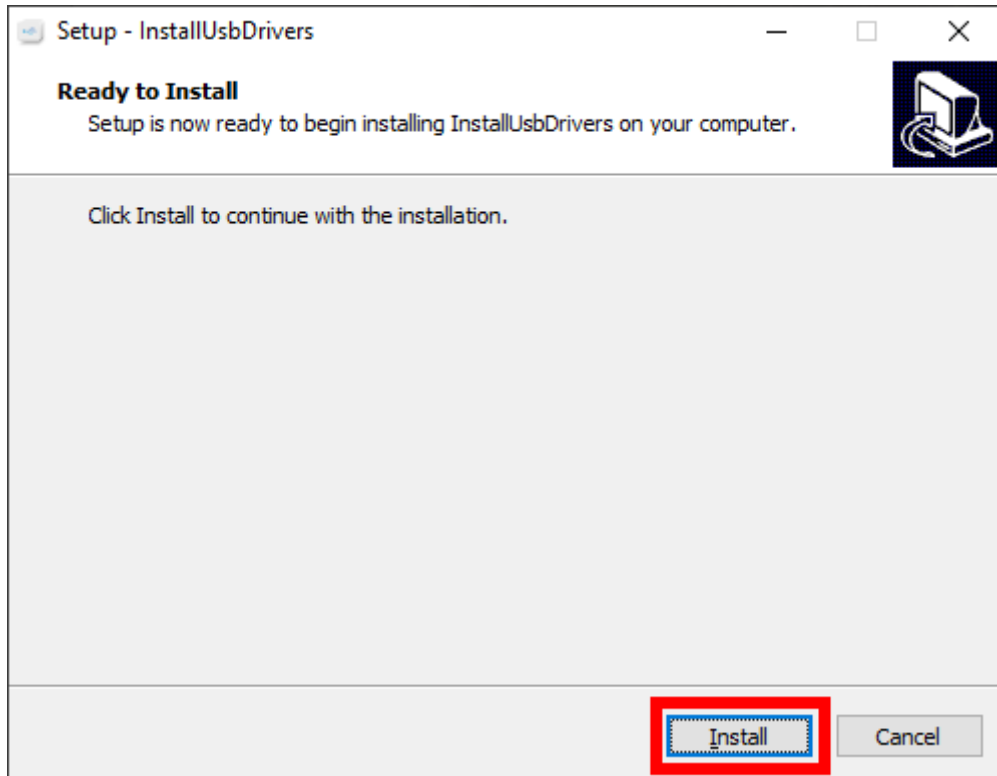 Setup - InstallUsbDrivers
Ready to Install
Setup is now ready to begin installing InstallUsbDrivers on your computer.
Click Install to continue with the installation.
Install
Cancel